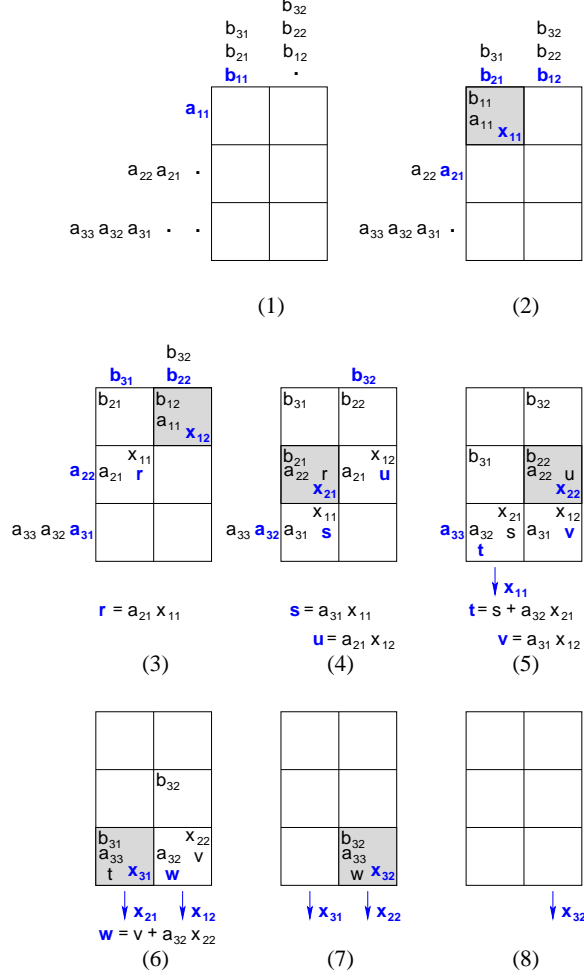 b₃₂
b₃₁ b₂₂
b₂₁ b₁₂
b₁₁ .
a₁₁
a₂₂ a₂₁ .
a₃₃ a₃₂ a₃₁ . .
(1)
b₃₂
b₃₁ b₂₂
b₂₁ b₁₂
b₁₁
a₁₁ x₁₁
a₂₂ a₂₁
a₃₃ a₃₂ a₃₁ .
(2)
b₃₂
b₃₁ b₂₂
b₂₁ b₁₂
a₁₁ x₁₂
x₁₁
a₂₂ a₂₁ r
a₃₃ a₃₂ a₃₁
r = a₂₁ x₁₁
(3)
b₃₂
b₃₁ b₂₂
b₂₁ x₁₂
a₂₂ r a₂₁ u
x₂₁
x₁₁
a₃₃ a₃₂ a₃₁ s
s = a₃₁ x₁₁
u = a₂₁ x₁₂
(4)
b₃₂
b₃₁ b₂₂
a₂₂ u
x₂₂
x₂₁ x₁₂
a₃₃ a₃₂ s a₃₁ v
t
x₁₁
t = s + a₃₂ x₂₁
v = a₃₁ x₁₂
(5)
b₃₂
b₃₁ x₂₂
a₃₃ a₃₂ v
t x₃₁ w
x₂₁ x₁₂
w = v + a₃₂ x₂₂
(6)
b₃₂
a₃₃
w x₃₂
x₃₁ x₂₂
(7)
x₃₂
(8)